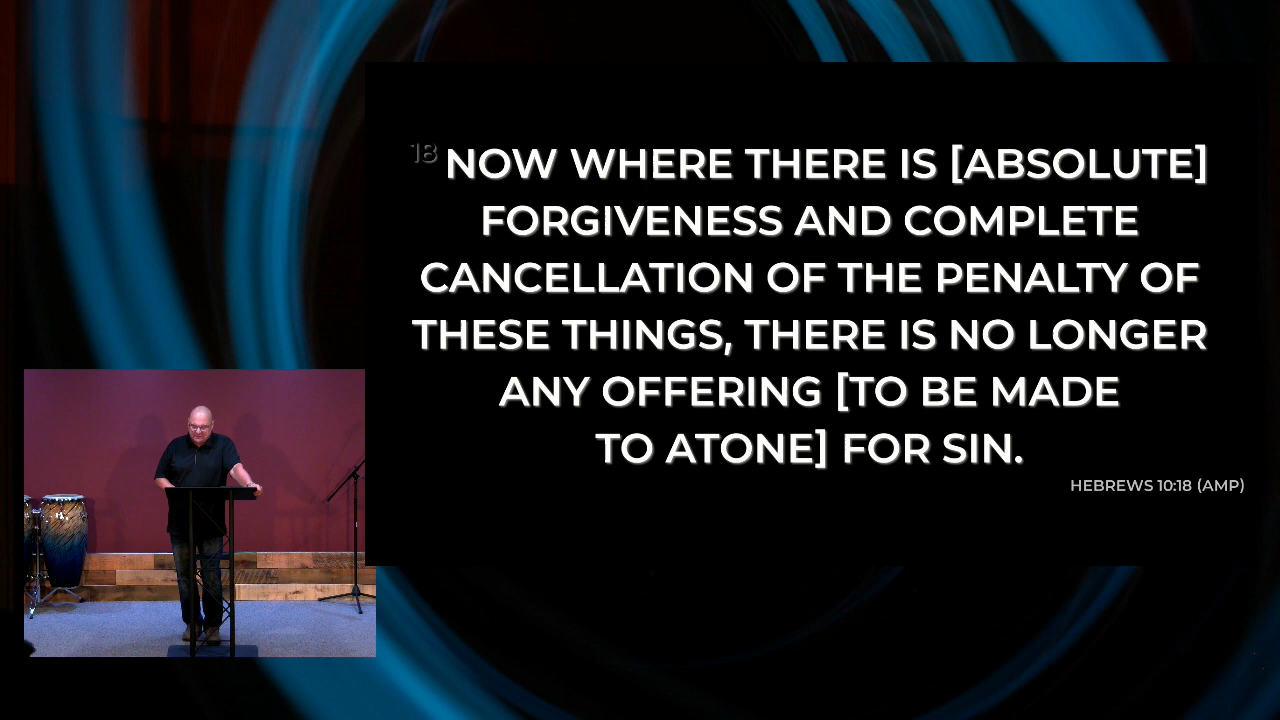 18 NOW WHERE THERE IS [ABSOLUTE]
FORGIVENESS AND COMPLETE
CANCELLATION OF THE PENALTY OF
THESE THINGS, THERE IS NO LONGER
ANY OFFERING [TO BE MADE
TO ATONE] FOR SIN.
HEBREWS 10:18 (AMP)